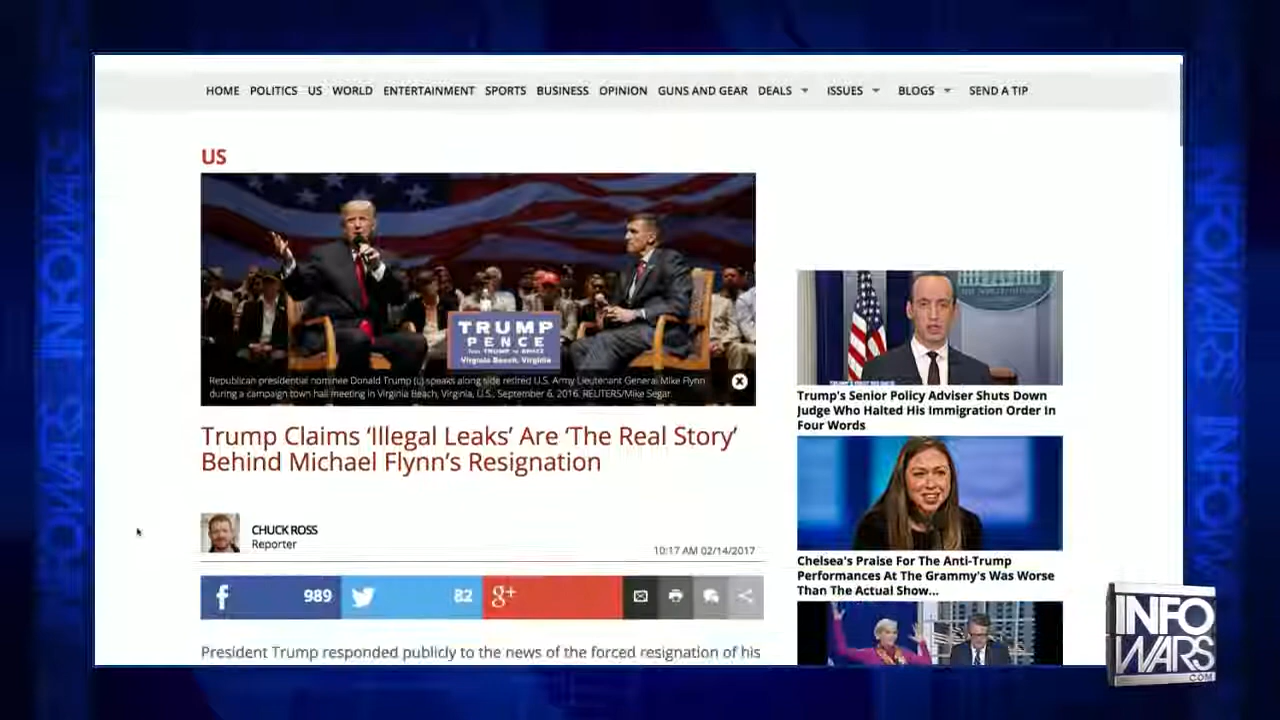 HOME POLITICS US WORLD ENTERTAINMENT SPORTS BUSINESS OPINION GUNS AND GEAR DEALS ISSUES BLOGS SEND A TIP
US
TRUMP
PENCE
Virginia Beach, Virginia
Republican presidential nominee Donald Trump (L) speaks along side retired U.S. Army Lieutenant General Mike Flynn
during a campaign town hall meeting in Virginia Beach, Virginia, U.S., September 6, 2016. REUTERS/Mike Segar.
Trump Claims ‘Illegal Leaks’ Are ‘The Real Story’
Behind Michael Flynn’s Resignation
CHUCK ROSS
Reporter
10:17 AM 02/14/2017
f 989
82
g+
President Trump responded publicly to the news of the forced resignation of his
Trump's Senior Policy Adviser Shuts Down
Judge Who Halted His Immigration Order In
Four Words
Chelsea's Praise For The Anti-Trump
Performances At The Grammy's Was Worse
Than The Actual Show...
INFOWARS
INFOWARS
INFO
WARS
.COM